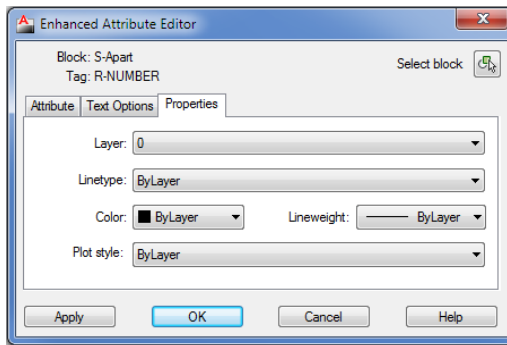 Enhanced Attribute Editor
Block: S-Apart
Tag: R-NUMBER
Select block
Attribute Text Options Properties
Layer: 0
Linetype: ByLayer
Color: ByLayer Lineweight: ByLayer
Plot style: ByLayer
Apply OK Cancel Help